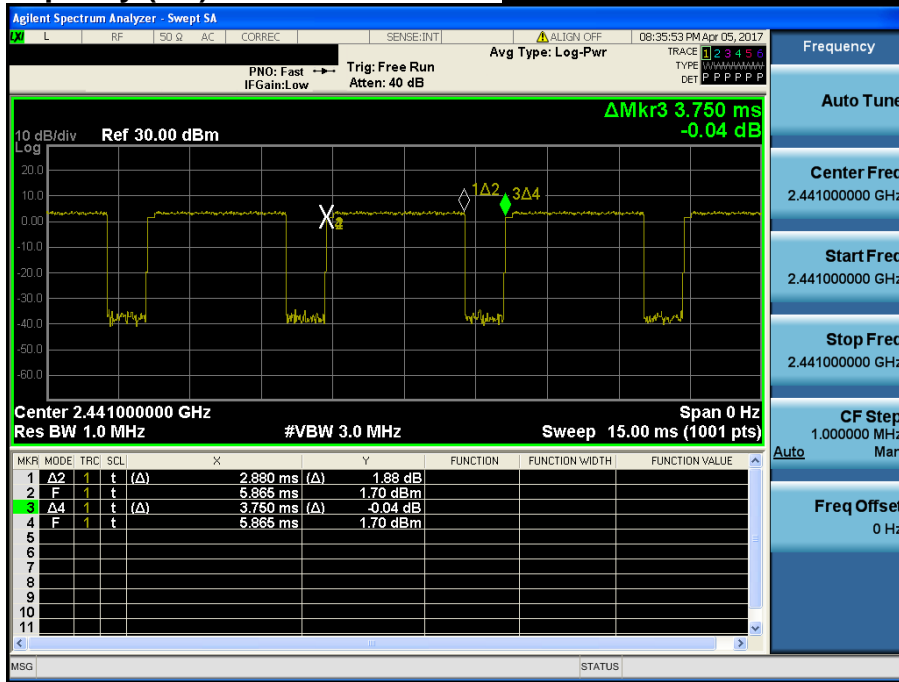 Agilent Spectrum Analyzer - Swept SA
LXI L RF 50 Ω AC CORREC SENSE:INT ALIGN OFF 08:35:53 PM Apr 05, 2017
Avg Type: Log-Pwr TRACE 1 2 3 4 5 6
PNO: Fast Trig: Free Run TYPE
IFGain:Low Atten: 40 dB DET P P P P P P
Frequency
ΔMkr3 3.750 ms
10 dB/div Ref 30.00 dBm -0.04 dB
Log
20.0
10.0
0.00
-10.0
-20.0
-30.0
-40.0
-50.0
-60.0
1Δ2
3Δ4
Center 2.441000000 GHz Span 0 Hz
Res BW 1.0 MHz #VBW 3.0 MHz Sweep 15.00 ms (1001 pts)
MKR MODE TRC SCL X Y FUNCTION FUNCTION WIDTH FUNCTION VALUE
1 Δ2 1 t (Δ) 2.880 ms (Δ) 1.88 dB
2 F 1 t 5.865 ms 1.70 dBm
3 Δ4 1 t (Δ) 3.750 ms (Δ) -0.04 dB
4 F 1 t 5.865 ms 1.70 dBm
5
6
7
8
9
10
11
MSG STATUS
Auto Tune
Center Freq
2.441000000 GHz
Start Freq
2.441000000 GHz
Stop Freq
2.441000000 GHz
CF Step
1.000000 MHz
Auto Man
Freq Offset
0 Hz